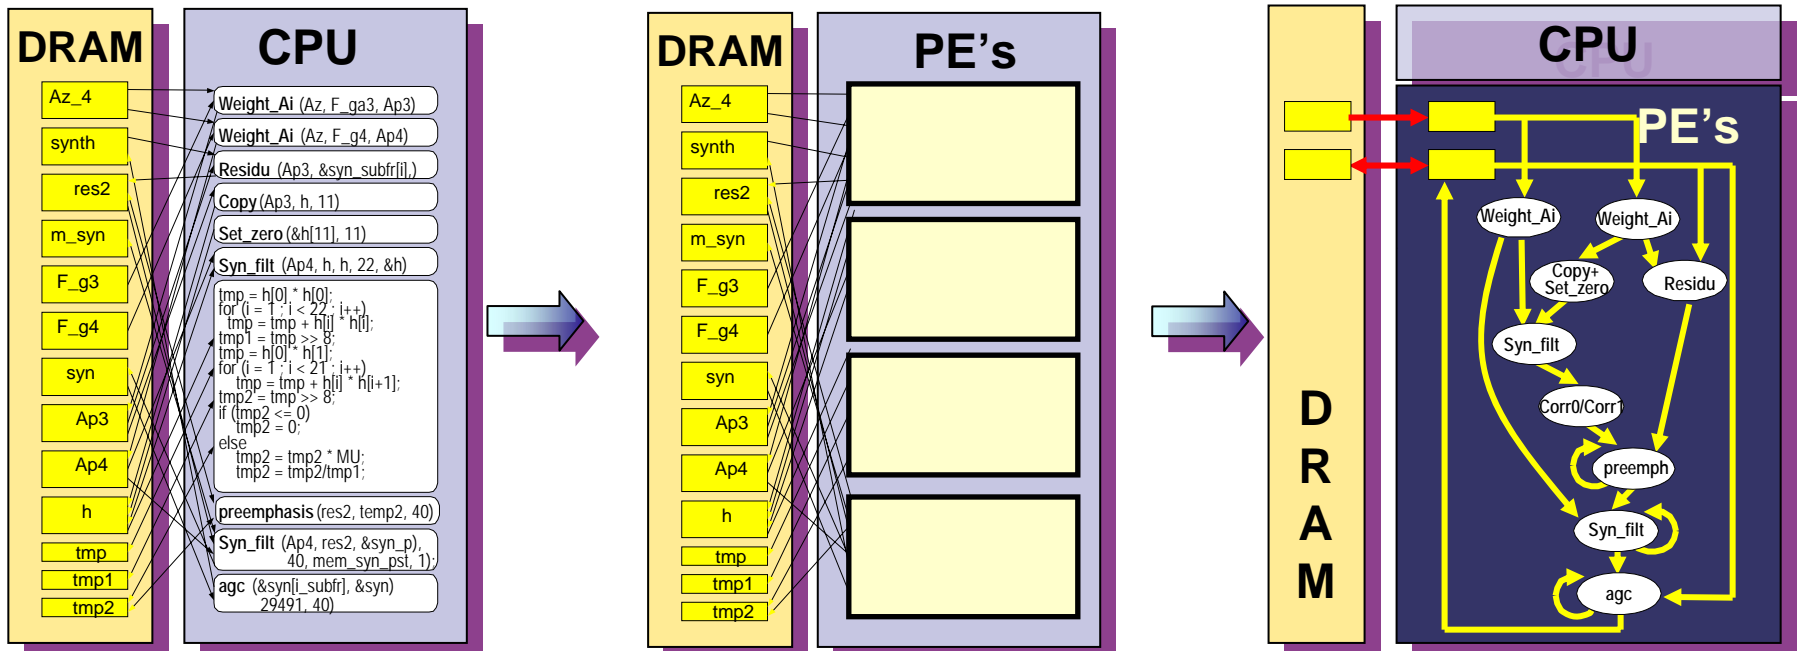 DRAM
CPU
Az_4
synth
res2
m_syn
F_g3
F_g4
syn
Ap3
Ap4
h
tmp
tmp1
tmp2
Weight_Ai (Az, F_ga3, Ap3)
Weight_Ai (Az, F_g4, Ap4)
Residu (Ap3, &syn_subfr[i],)
Copy (Ap3, h, 11)
Set_zero (&h[11], 11)
Syn_filt (Ap4, h, h, 22, &h)
tmp = h[0] * h[0];
for (i = 1 ; i < 22 ; i++)
tmp = tmp + h[i] * h[i];
tmp1 = tmp >> 8;
tmp = h[0] * h[1];
for (i = 1 ; i < 21 ; i++)
tmp = tmp + h[i] * h[i+1];
tmp2 = tmp >> 8;
if (tmp2 <= 0)
tmp2 = 0;
else
tmp2 = tmp2 * MU;
tmp2 = tmp2/tmp1;
preemphasis (res2, temp2, 40)
Syn_filt (Ap4, res2, &syn_p),
40, mem_syn_pst, 1);
agc (&syn[i_subfr], &syn)
29491, 40)
DRAM
PE's
Az_4
synth
res2
m_syn
F_g3
F_g4
syn
Ap3
Ap4
h
tmp
tmp1
tmp2
DRAM
CPU
CPU
PE's
Weight_Ai
Weight_Ai
Copy+
Set_zero
Residu
Syn_filt
Corr0/Corr1
preemph
Syn_filt
agc